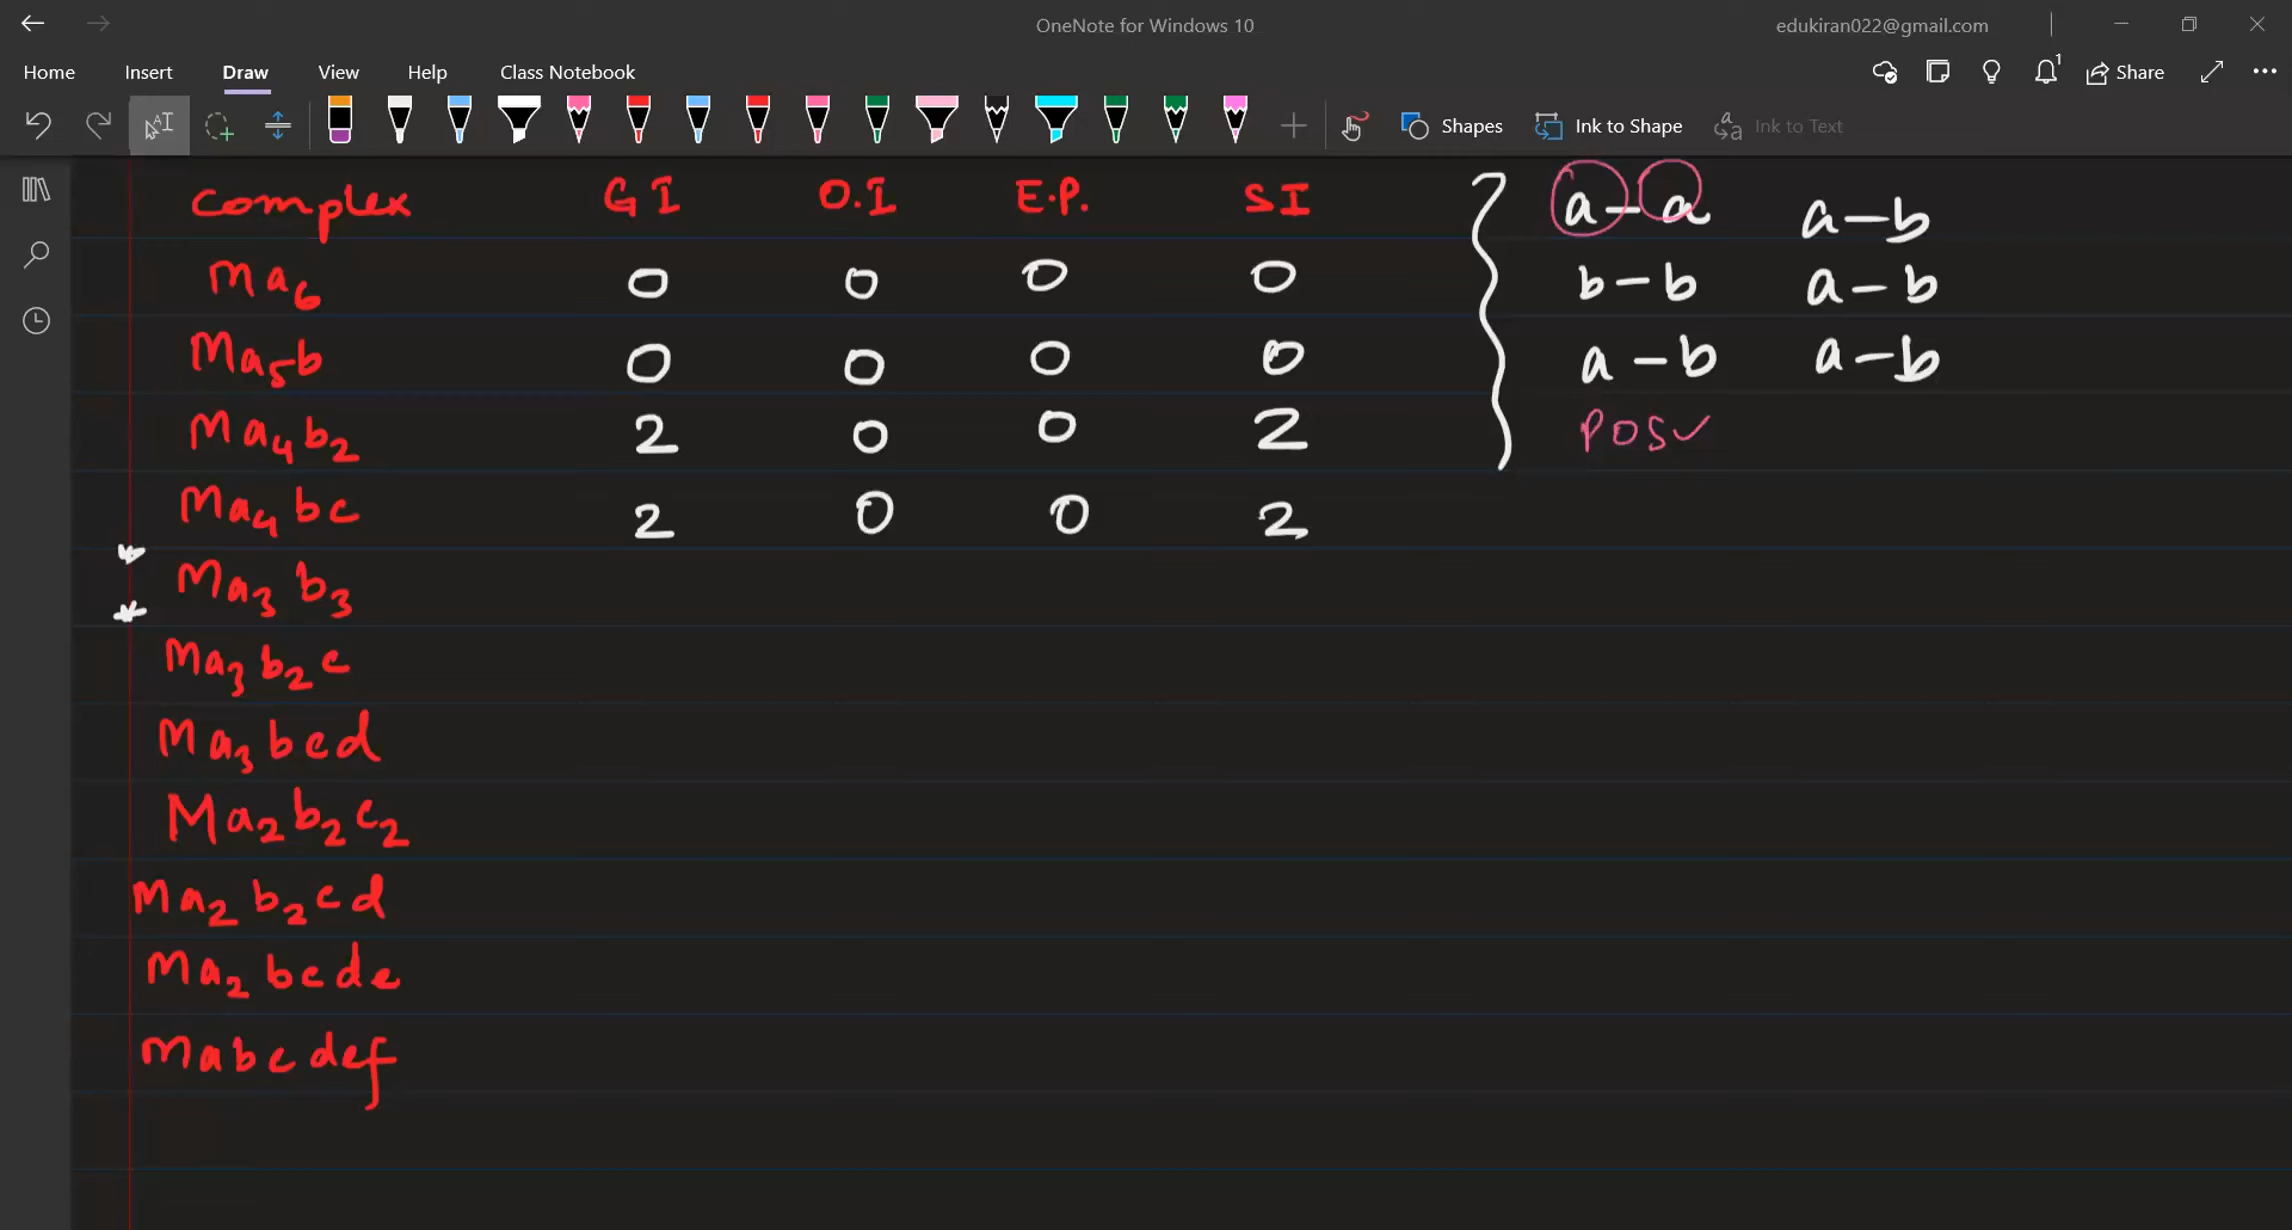 OneNote for Windows 10
edukiran022@gmail.com
Home Insert Draw View Help Class Notebook
1 Share
Shapes Ink to Shape Ink to Text
Complex GI O.I E.P. SI
Ma6 0 0 0 0
Ma5b 0 0 0 0
Ma4b2 2 0 0 2
Ma4bc 2 0 0 2
Ma3b3
Ma3b2c
Ma3bcd
Ma2b2c2
Ma2b2cd
Ma2bcde
Mabcdef
a-a a-b
b-b a-b
a-b a-b
POS✓